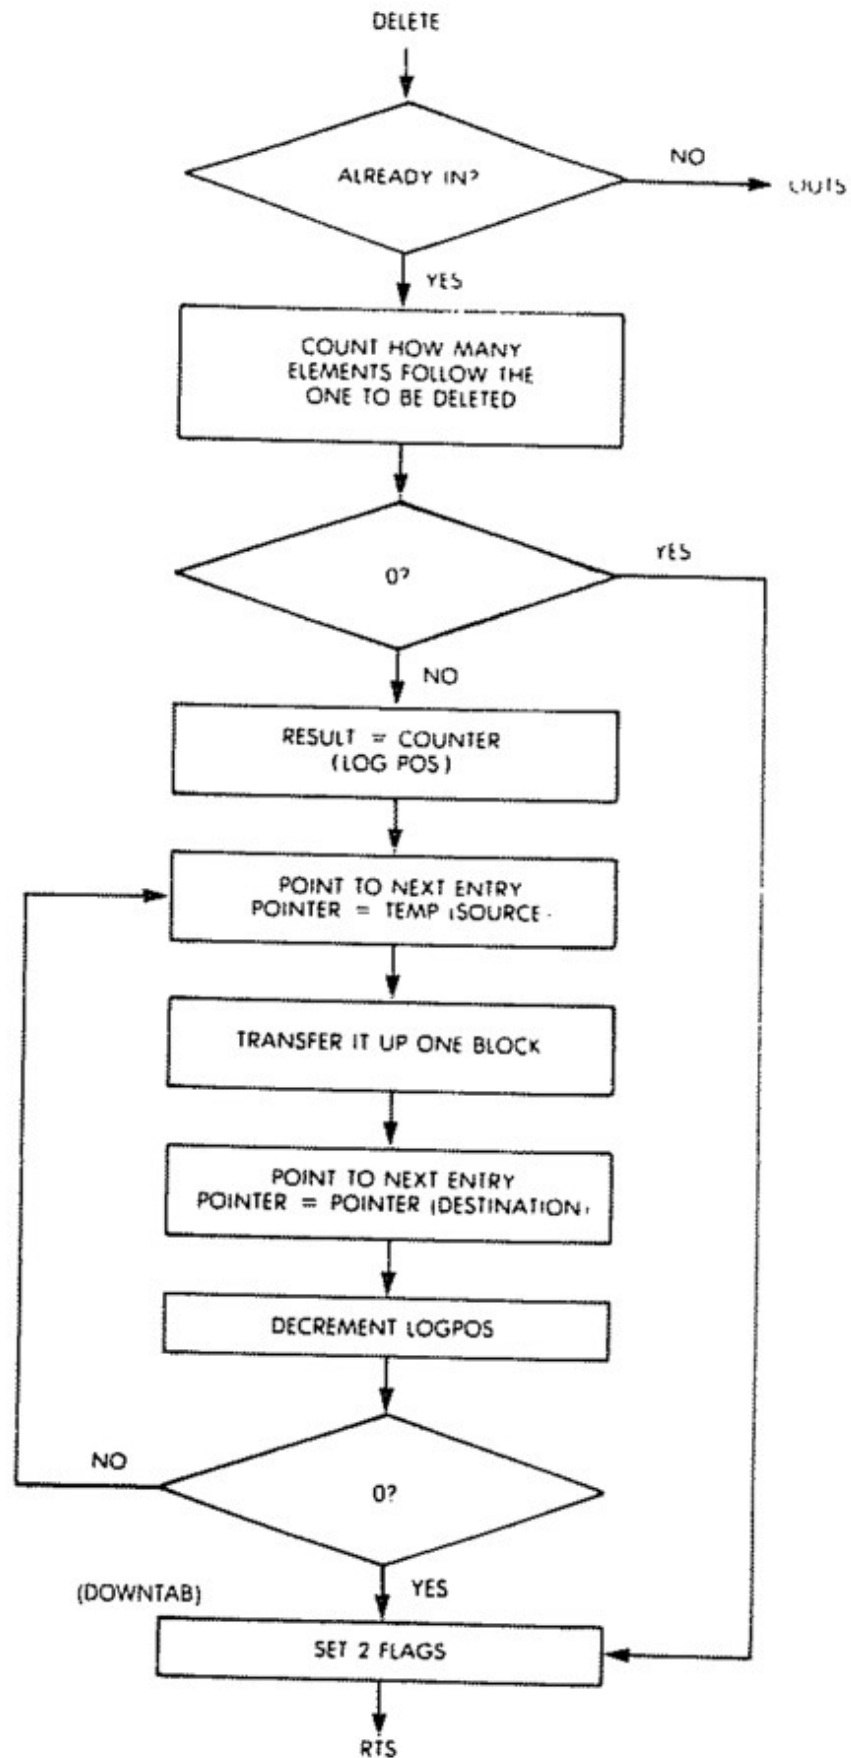 DELETE
ALREADY IN?
NO
OUTS
YES
COUNT HOW MANY
ELEMENTS FOLLOW THE
ONE TO BE DELETED
0?
YES
NO
RESULT = COUNTER
(LOG POS)
POINT TO NEXT ENTRY
POINTER = TEMP (SOURCE
TRANSFER IT UP ONE BLOCK
POINT TO NEXT ENTRY
POINTER = POINTER (DESTINATION)
DECREMENT LOGPOS
NO
0?
(DOWNTAB)
YES
SET 2 FLAGS
RTS